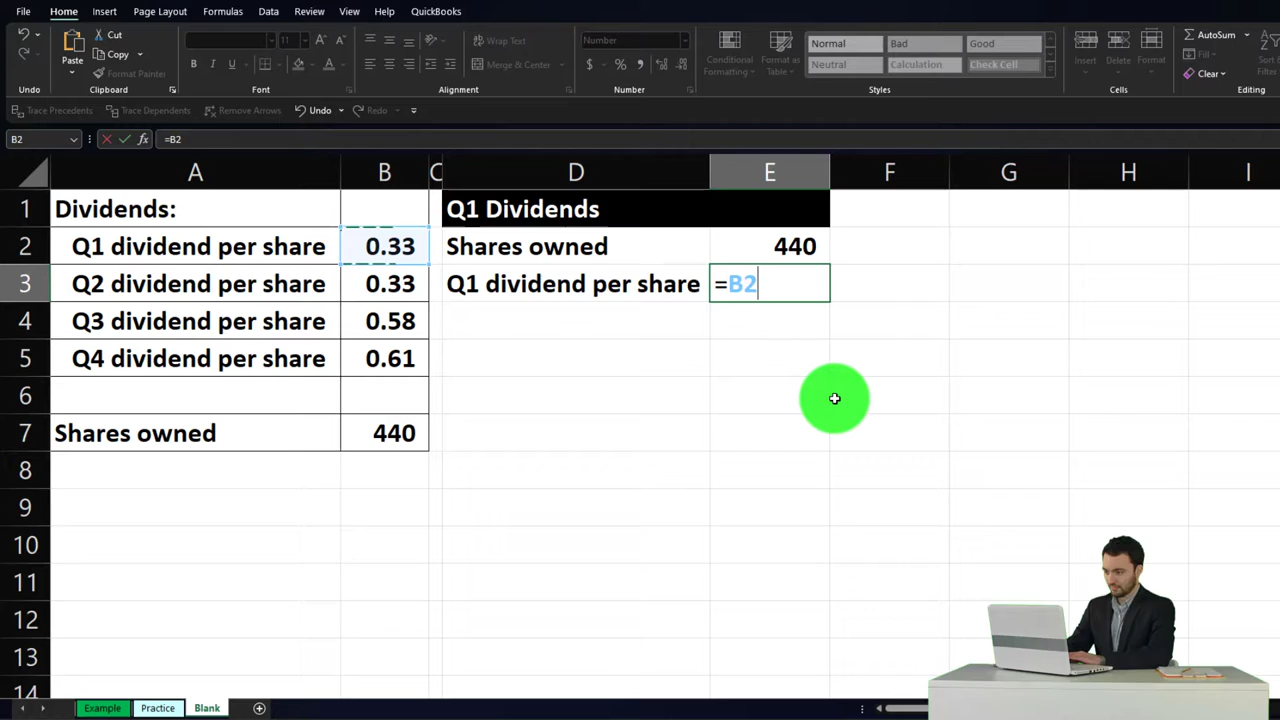 File Home Insert Page Layout Formulas Data Review View Help QuickBooks
Cut
Copy
Format Painter
Paste
11
Wrap Text
Merge & Center
Number
Conditional Formatting
Format as Table
Normal Bad Good
Neutral Calculation Check Cell
Insert Delete Format
AutoSum
Fill
Clear
Sort
Undo Clipboard Font Alignment Number Styles Cells Editing
Trace Precedents Trace Dependents Remove Arrows Undo Redo
B2 fx =B2
A B C D E F G H I
1 Dividends: Q1 Dividends
2 Q1 dividend per share 0.33 Shares owned 440
3 Q2 dividend per share 0.33 Q1 dividend per share =B2
4 Q3 dividend per share 0.58
5 Q4 dividend per share 0.61
6
7 Shares owned 440
8
9
10
11
12
13
14
Example Practice Blank